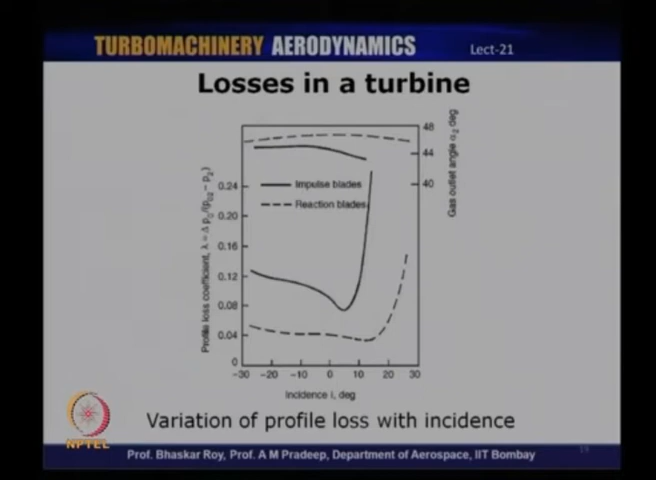 TURBOMACHINERY AERODYNAMICS
Lect-21
Losses in a turbine
Profile loss coefficient, λ = Δ p₀/(p₀₂ − p₂)
0.24
0.20
0.16
0.12
0.08
0.04
0
Impulse blades
Reaction blades
48
44
40
Gas outlet angle α₂ deg
−30 −20 −10 0 10 20 30
Incidence i, deg
Variation of profile loss with incidence
NPTEL
Prof. Bhaskar Roy, Prof. A M Pradeep, Department of Aerospace, IIT Bombay